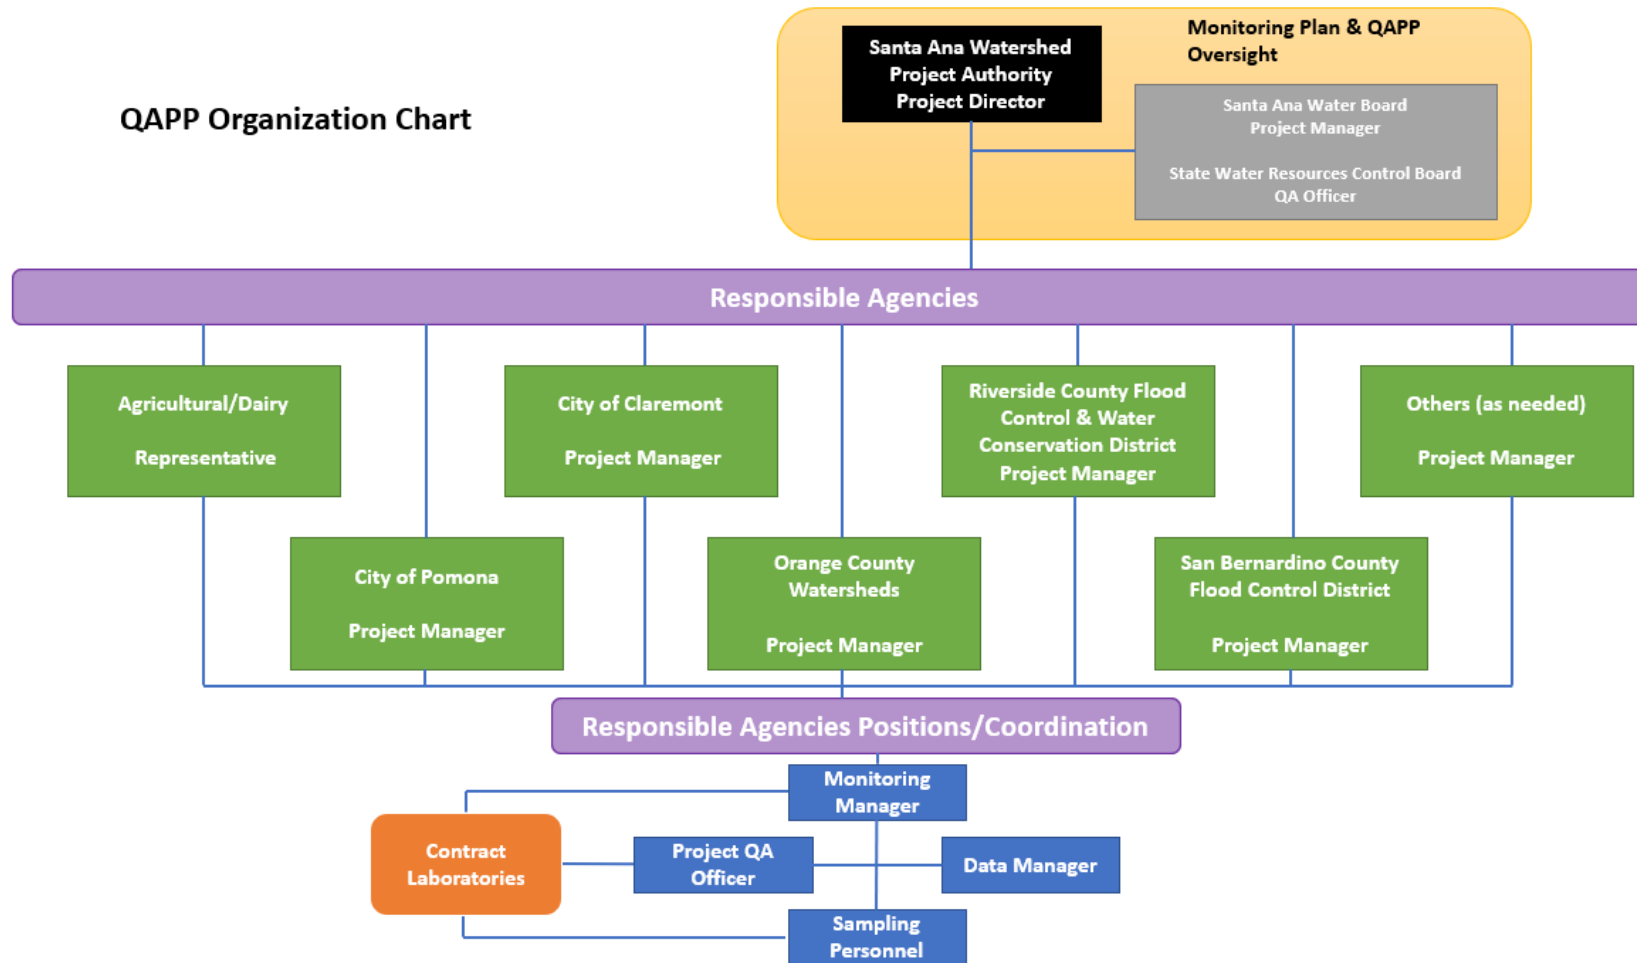 QAPP Organization Chart
Santa Ana Watershed
Project Authority
Project Director
Monitoring Plan & QAPP
Oversight
Santa Ana Water Board
Project Manager
State Water Resources Control Board
QA Officer
Responsible Agencies
Agricultural/Dairy
Representative
City of Claremont
Project Manager
Riverside County Flood
Control & Water
Conservation District
Project Manager
Others (as needed)
Project Manager
City of Pomona
Project Manager
Orange County
Watersheds
Project Manager
San Bernardino County
Flood Control District
Project Manager
Responsible Agencies Positions/Coordination
Monitoring
Manager
Contract
Laboratories
Project QA
Officer
Data Manager
Sampling
Personnel